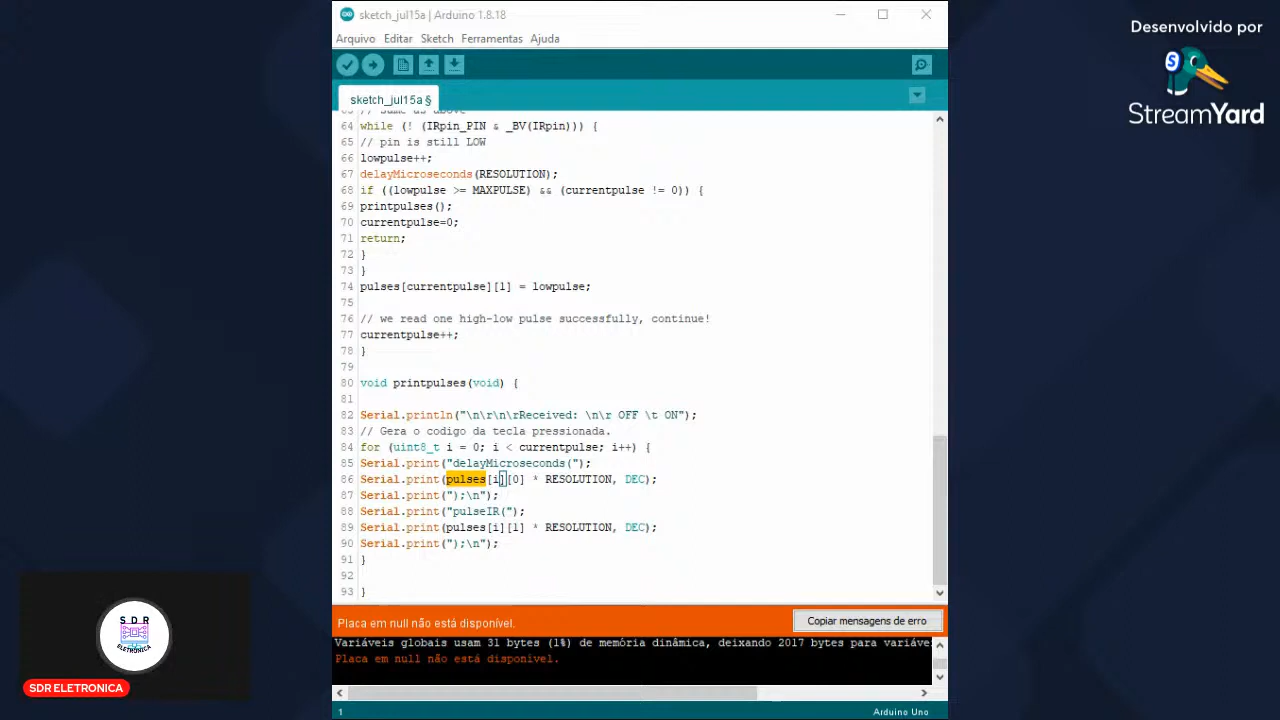 sketch_jul15a | Arduino 1.8.18
Arquivo Editar Sketch Ferramentas Ajuda
sketch_jul15a §
63 // same as above
64 while (! (IRpin_PIN & _BV(IRpin))) {
65 // pin is still LOW
66 lowpulse++;
67 delayMicroseconds(RESOLUTION);
68 if ((lowpulse >= MAXPULSE) && (currentpulse != 0)) {
69 printpulses();
70 currentpulse=0;
71 return;
72 }
73 }
74 pulses[currentpulse][1] = lowpulse;
75
76 // we read one high-low pulse successfully, continue!
77 currentpulse++;
78 }
79
80 void printpulses(void) {
81
82 Serial.println("\n\r\n\rReceived: \n\r OFF \t ON");
83 // Gera o codigo da tecla pressionada.
84 for (uint8_t i = 0; i < currentpulse; i++) {
85 Serial.print("delayMicroseconds(");
86 Serial.print(pulses[i][0] * RESOLUTION, DEC);
87 Serial.print(");\n");
88 Serial.print("pulseIR(");
89 Serial.print(pulses[i][1] * RESOLUTION, DEC);
90 Serial.print(");\n");
91 }
92
93 }
Placa em null não está disponível.
Copiar mensagens de erro
Variáveis globais usam 31 bytes (1%) de memória dinâmica, deixando 2017 bytes para variáve
Placa em null não está disponível.
1
Arduino Uno
Desenvolvido por
S
StreamYard
S D R
ELETRÔNICA
SDR ELETRONICA